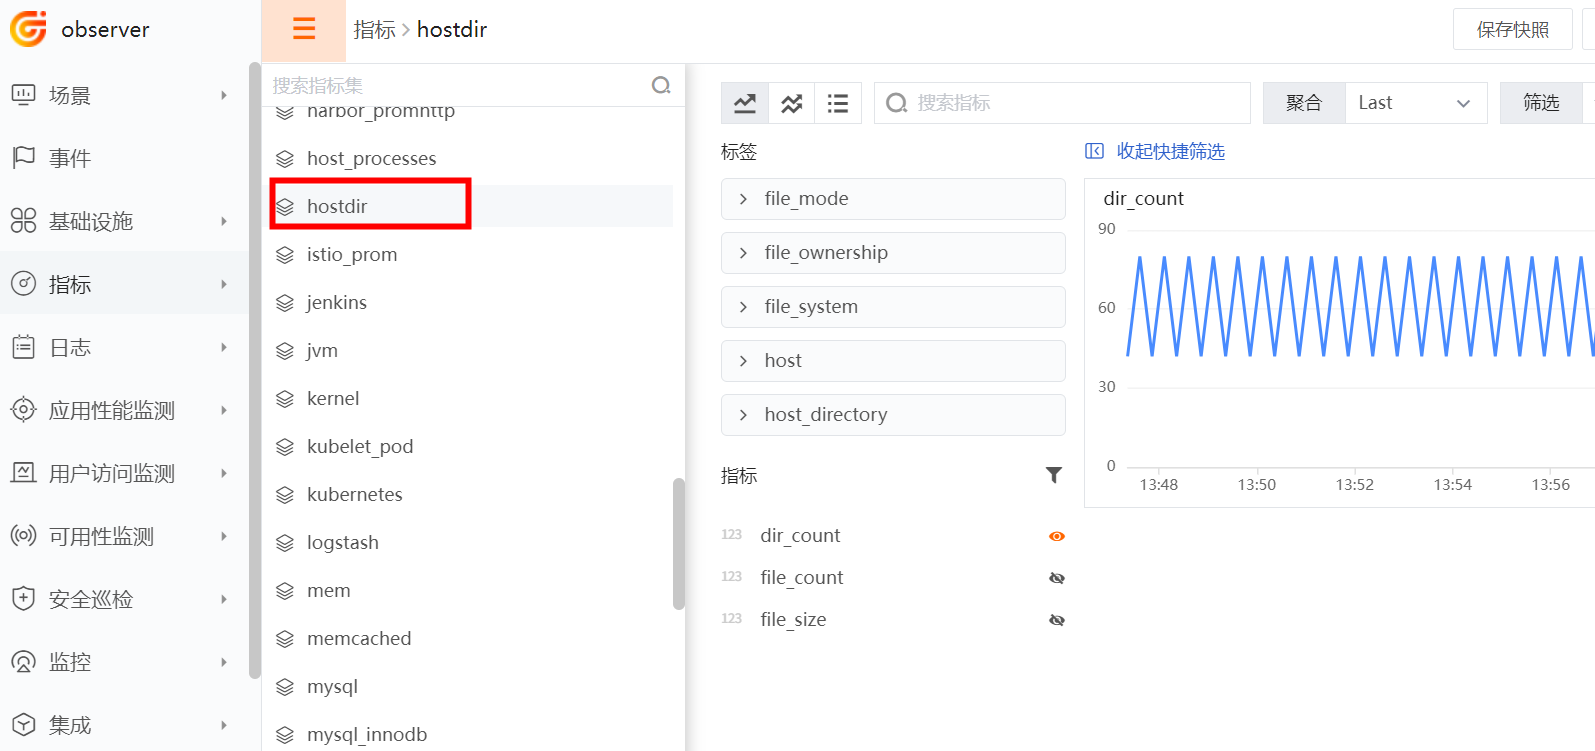 observer
指标 > hostdir
保存快照
场景
事件
基础设施
指标
日志
应用性能监测
用户访问监测
可用性监测
安全巡检
监控
集成
搜索指标集
harbor_promhttp
host_processes
hostdir
istio_prom
jenkins
jvm
kernel
kubelet_pod
kubernetes
logstash
mem
memcached
mysql
mysql_innodb
搜索指标
聚合
Last
筛选
标签
收起快捷筛选
file_mode
file_ownership
file_system
host
host_directory
指标
123 dir_count
123 file_count
123 file_size
dir_count
90
60
30
0
13:48 13:50 13:52 13:54 13:56